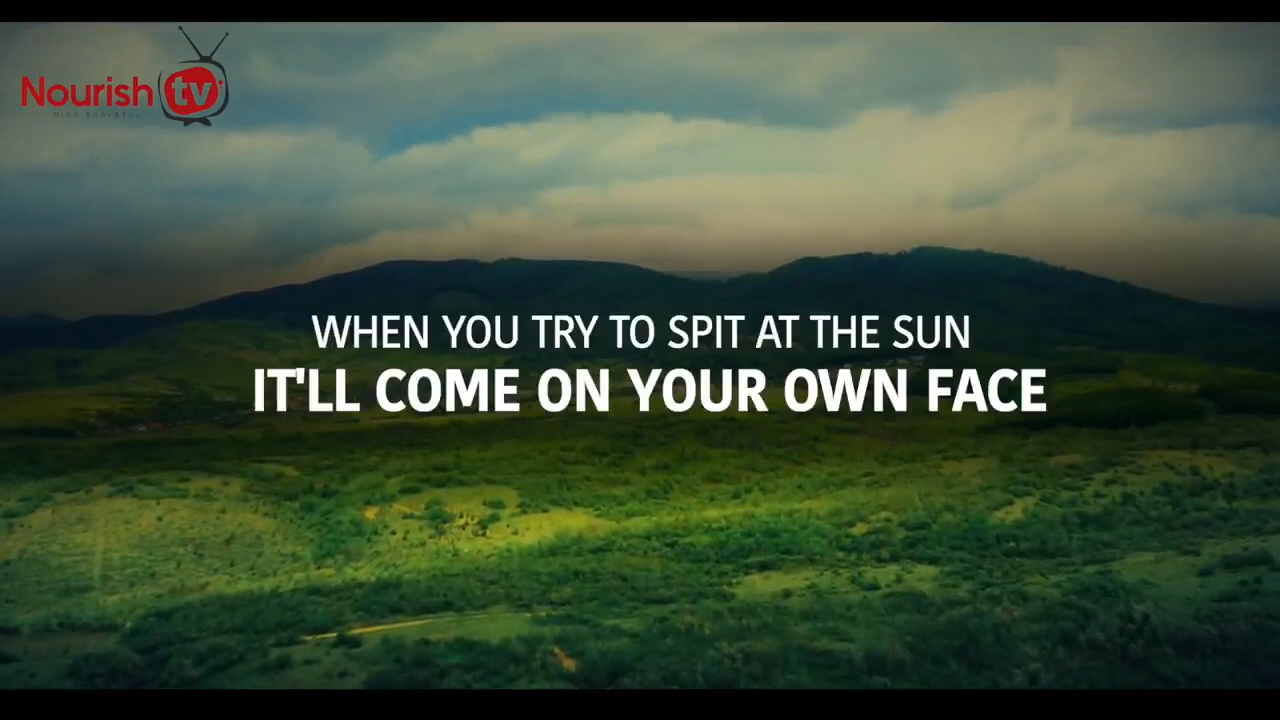 Nourish tv
WHEN YOU TRY TO SPIT AT THE SUN
IT'LL COME ON YOUR OWN FACE